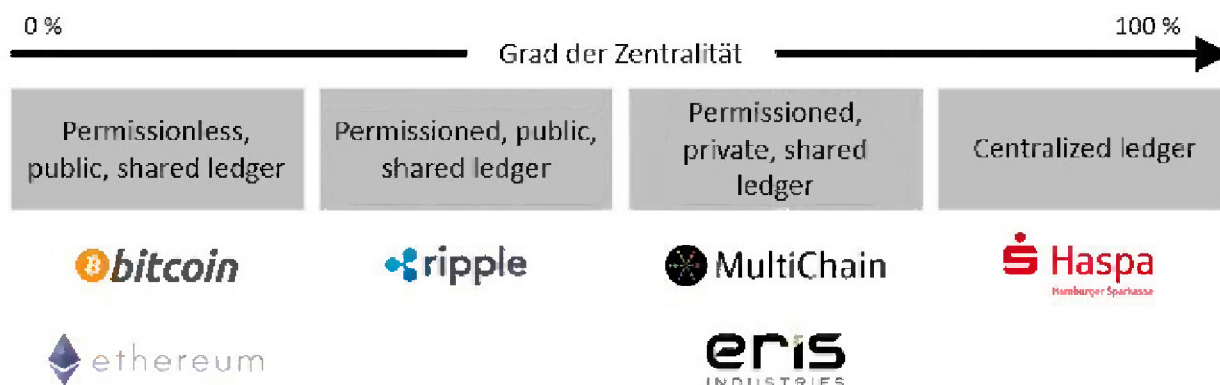 0 %
100 %
Grad der Zentralität
Permissionless,
public, shared ledger
Permissioned, public,
shared ledger
Permissioned,
private, shared
ledger
Centralized ledger
bitcoin
ripple
MultiChain
Haspa
Hamburger Sparkasse
ethereum
eris
INDUSTRIES